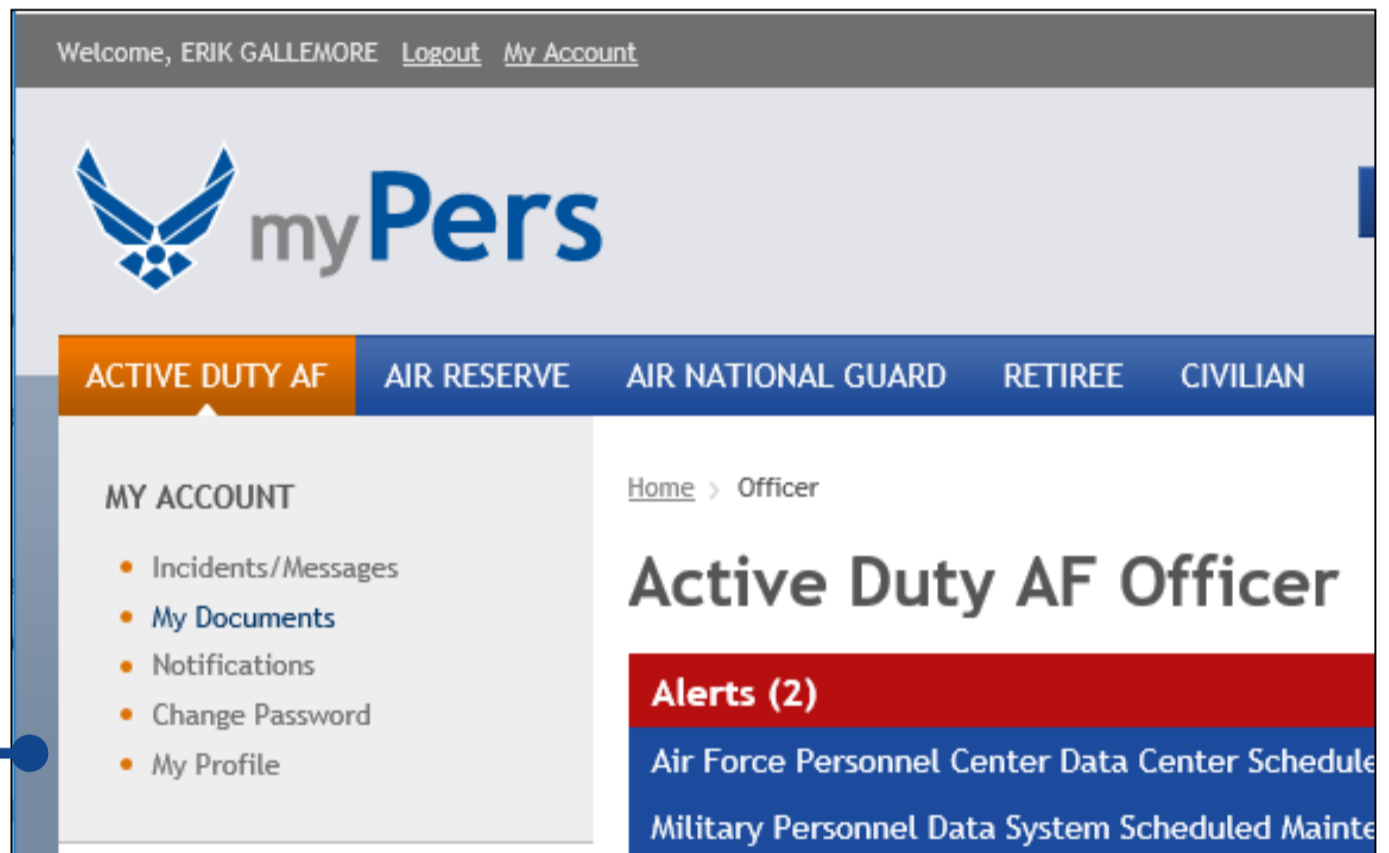 Welcome, ERIK GALLEMORE Logout My Account
myPers
ACTIVE DUTY AF AIR RESERVE AIR NATIONAL GUARD RETIREE CIVILIAN
MY ACCOUNT
• Incidents/Messages
• My Documents
• Notifications
• Change Password
• My Profile
Home > Officer
Active Duty AF Officer
Alerts (2)
Air Force Personnel Center Data Center Schedule
Military Personnel Data System Scheduled Mainte